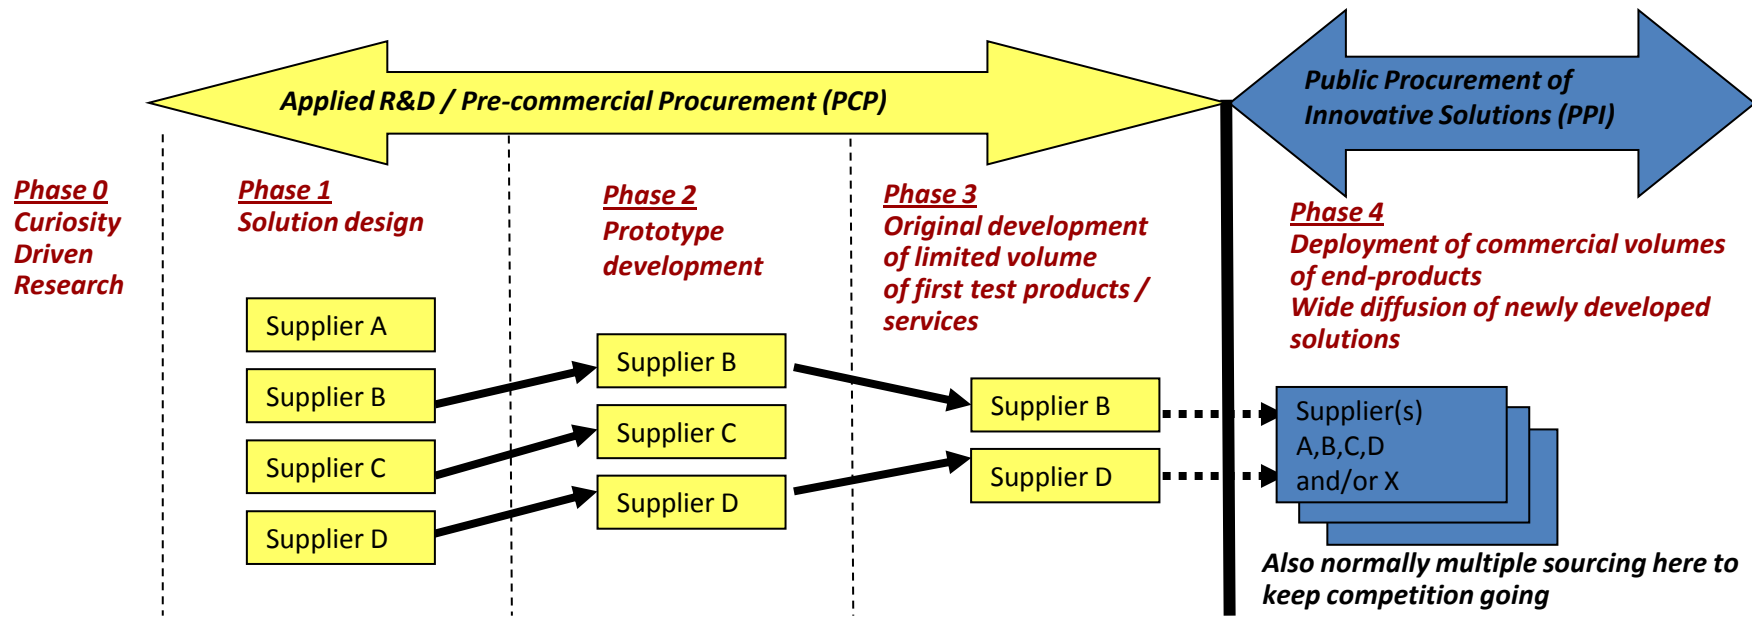 Applied R&D / Pre-commercial Procurement (PCP)
Public Procurement of
Innovative Solutions (PPI)
Phase 0
Curiosity
Driven
Research
Phase 1
Solution design
Supplier A
Supplier B
Supplier C
Supplier D
Phase 2
Prototype
development
Supplier B
Supplier C
Supplier D
Phase 3
Original development
of limited volume
of first test products /
services
Supplier B
Supplier D
Phase 4
Deployment of commercial volumes
of end-products
Wide diffusion of newly developed
solutions
Supplier(s)
A,B,C,D
and/or X
Also normally multiple sourcing here to
keep competition going